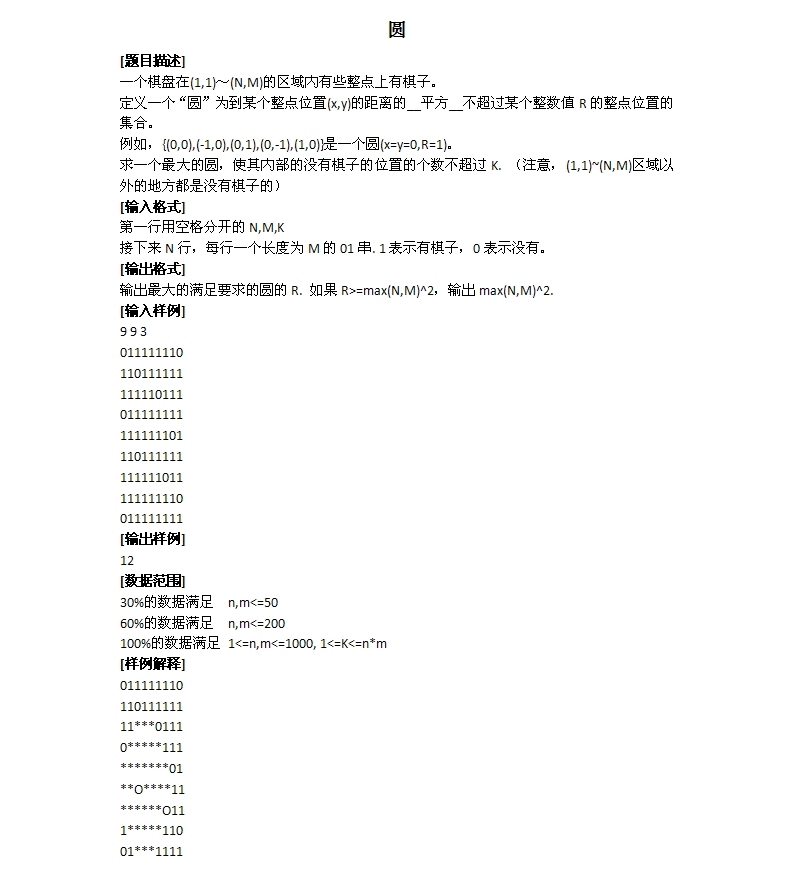 圆
[题目描述]
一个棋盘在(1,1)～(N,M)的区域内有些整点上有棋子。
定义一个“圆”为到某个整点位置(x,y)的距离的__平方__不超过某个整数值 R 的整点位置的
集合。
例如，{(0,0),(-1,0),(0,1),(0,-1),(1,0)}是一个圆(x=y=0,R=1)。
求一个最大的圆，使其内部的没有棋子的位置的个数不超过 K. （注意，(1,1)~(N,M)区域以
外的地方都是没有棋子的）
[输入格式]
第一行用空格分开的 N,M,K
接下来 N 行，每行一个长度为 M 的 01 串. 1 表示有棋子，0 表示没有。
[输出格式]
输出最大的满足要求的圆的 R. 如果 R>=max(N,M)^2，输出 max(N,M)^2.
[输入样例]
9 9 3
011111110
110111111
111110111
011111111
111111101
110111111
111111011
111111110
011111111
[输出样例]
12
[数据范围]
30%的数据满足 n,m<=50
60%的数据满足 n,m<=200
100%的数据满足 1<=n,m<=1000, 1<=K<=n*m
[样例解释]
011111110
110111111
11***0111
0*****111
*******01
**O****11
******O11
1*****110
01***1111